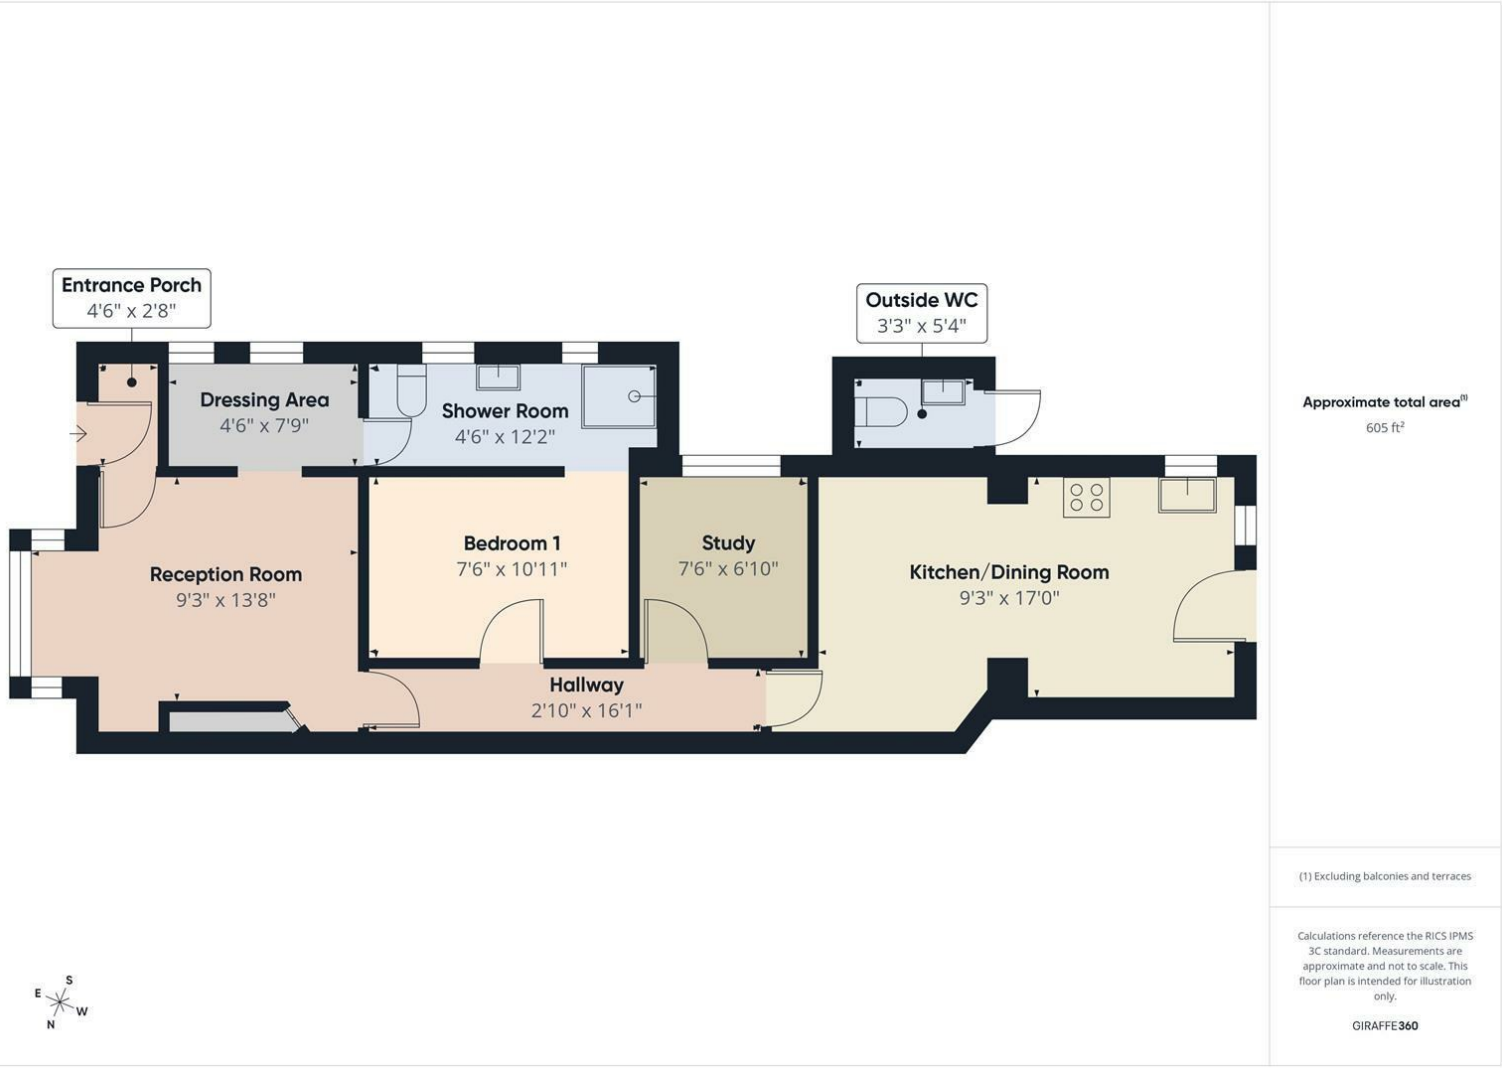 Entrance Porch
4'6" x 2'8"
Outside WC
3'3" x 5'4"
Dressing Area
4'6" x 7'9"
Shower Room
4'6" x 12'2"
Reception Room
9'3" x 13'8"
Bedroom 1
7'6" x 10'11"
Study
7'6" x 6'10"
Kitchen/Dining Room
9'3" x 17'0"
Hallway
2'10" x 16'1"
S
E
W
N
Approximate total area(1)
605 ft²
(1) Excluding balconies and terraces
Calculations reference the RICS IPMS
3C standard. Measurements are
approximate and not to scale. This
floor plan is intended for illustration
only.
GIRAFFE360